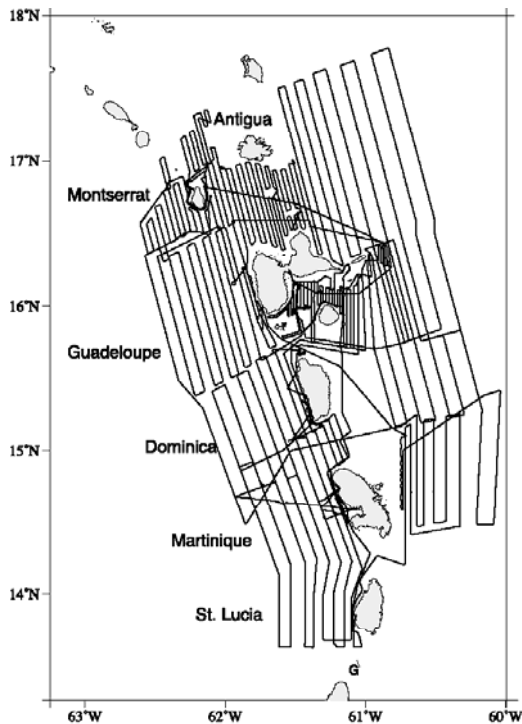 18°N
Antigua
17°N
Montserrat
16°N
Guadeloupe
15°N
Dominica
Martinique
14°N
St. Lucia
G
63°W
62°W
61°W
60°W